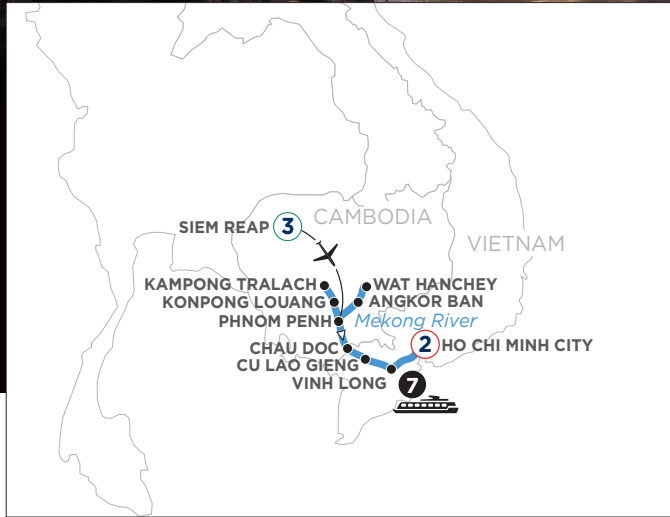 SIEM REAP 3
CAMBODIA
VIETNAM
KAMPONG TRALACH
WAT HANCHEY
KONPONG LOUANG
ANGKOR BAN
PHNOM PENH
Mekong River
CHAU DOC
2 HO CHI MINH CITY
CU LAO GIENG
VINH LONG
7